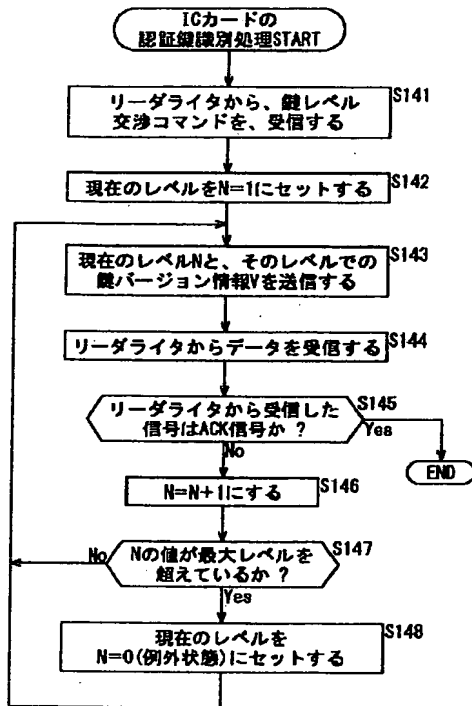 ICカードの
認証鍵識別処理START
S141
リーダライタから、鍵レベル
交渉コマンドを、受信する
S142
現在のレベルをN=1にセットする
S143
現在のレベルNと、そのレベルでの
鍵バージョン情報Vを送信する
S144
リーダライタからデータを受信する
S145
リーダライタから受信した
信号はACK信号か ?
Yes
No
END
S146
N=N+1にする
S147
No
Nの値が最大レベルを
超えているか ?
Yes
S148
現在のレベルを
N=0(例外状態)にセットする